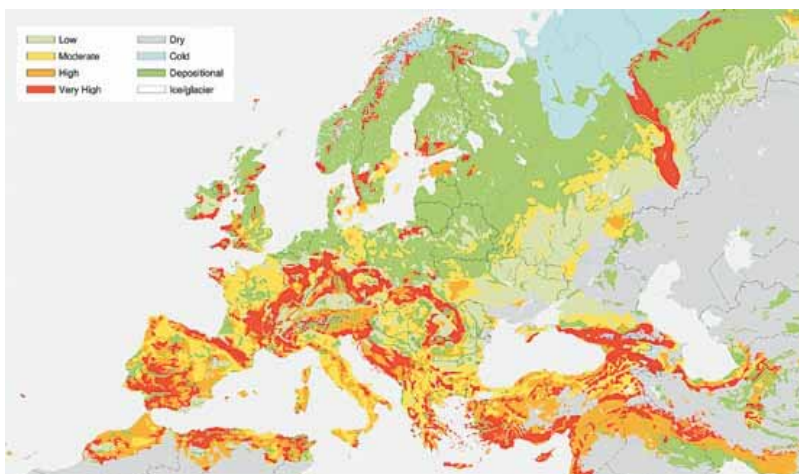 Low
Moderate
High
Very High
Dry
Cold
Depositional
Ice/glacier